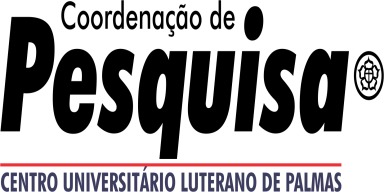 Coordenação de
Pesquisa
CENTRO UNIVERSITÁRIO LUTERANO DE PALMAS